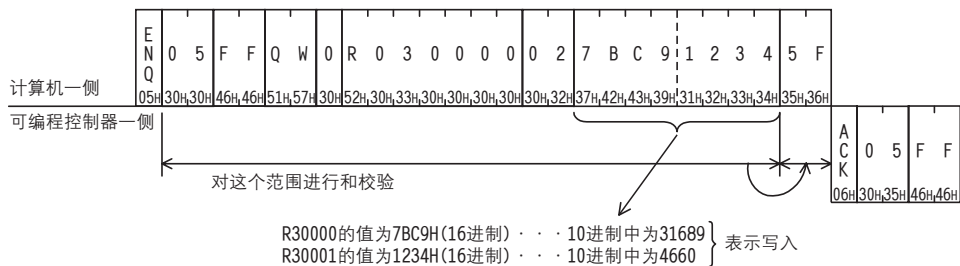 ENQ 0 5 F F Q W 0 R 0 3 0 0 0 0 0 2 7 B C 9 1 2 3 4 5 F
计算机一侧
05H 30H,30H 46H,46H 51H,57H 30H 52H,30H,33H,30H,30H,30H,30H 30H,32H 37H,42H,43H,39H,31H,32H,33H,34H 35H,36H
可编程控制器一侧
ACK 0 5 F F
对这个范围进行和校验
06H 30H,35H 46H,46H
R30000的值为7BC9H(16进制)···10进制中为31689
R30001的值为1234H(16进制)···10进制中为4660
表示写入